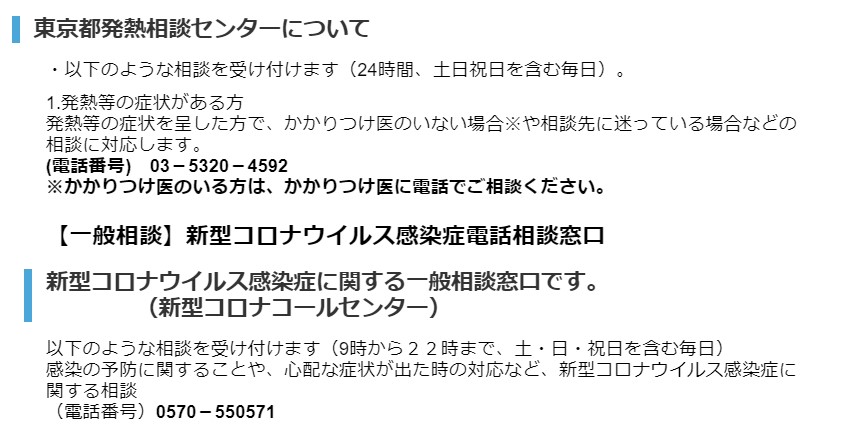 東京都発熱相談センターについて
・以下のような相談を受け付けます（24時間、土日祝日を含む毎日）。
1.発熱等の症状がある方
発熱等の症状を呈した方で、かかりつけ医のいない場合※や相談先に迷っている場合などの
相談に対応します。
(電話番号)　03－5320－4592
※かかりつけ医のいる方は、かかりつけ医に電話でご相談ください。
【一般相談】新型コロナウイルス感染症電話相談窓口
新型コロナウイルス感染症に関する一般相談窓口です。
（新型コロナコールセンター）
以下のような相談を受け付けます（9時から２２時まで、土・日・祝日を含む毎日）
感染の予防に関することや、心配な症状が出た時の対応など、新型コロナウイルス感染症に
関する相談
（電話番号）0570－550571